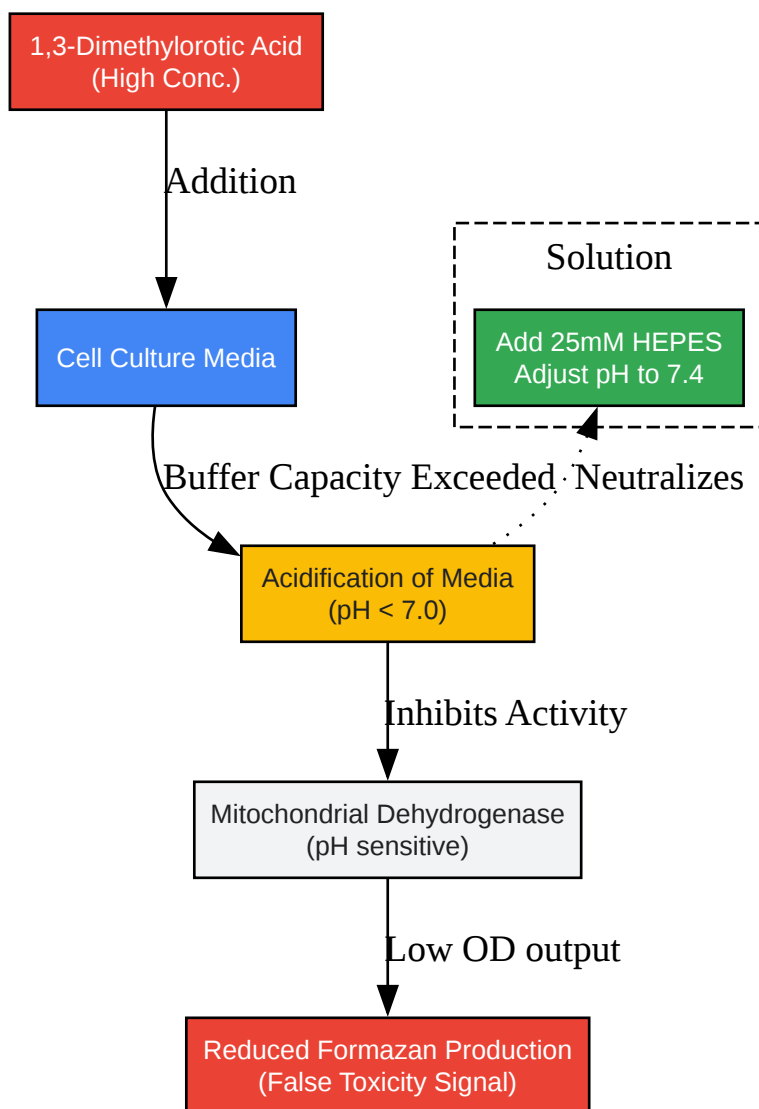 1,3-Dimethylorotic Acid
(High Conc.)
Addition
Solution
Cell Culture Media
Add 25mM HEPES
Adjust pH to 7.4
Buffer Capacity Exceeded
Neutralizes
Acidification of Media
(pH < 7.0)
Inhibits Activity
Mitochondrial Dehydrogenase
(pH sensitive)
Low OD output
Reduced Formazan Production
(False Toxicity Signal)